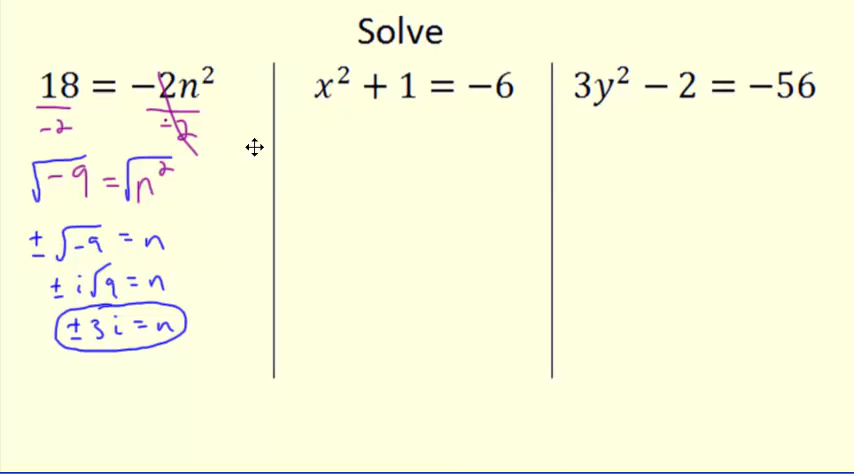 Solve
18 = −2n²
-2 -2
√-9 = √n²
± √-9 = n
± i√9 = n
± 3i = n
x² + 1 = −6
3y² − 2 = −56